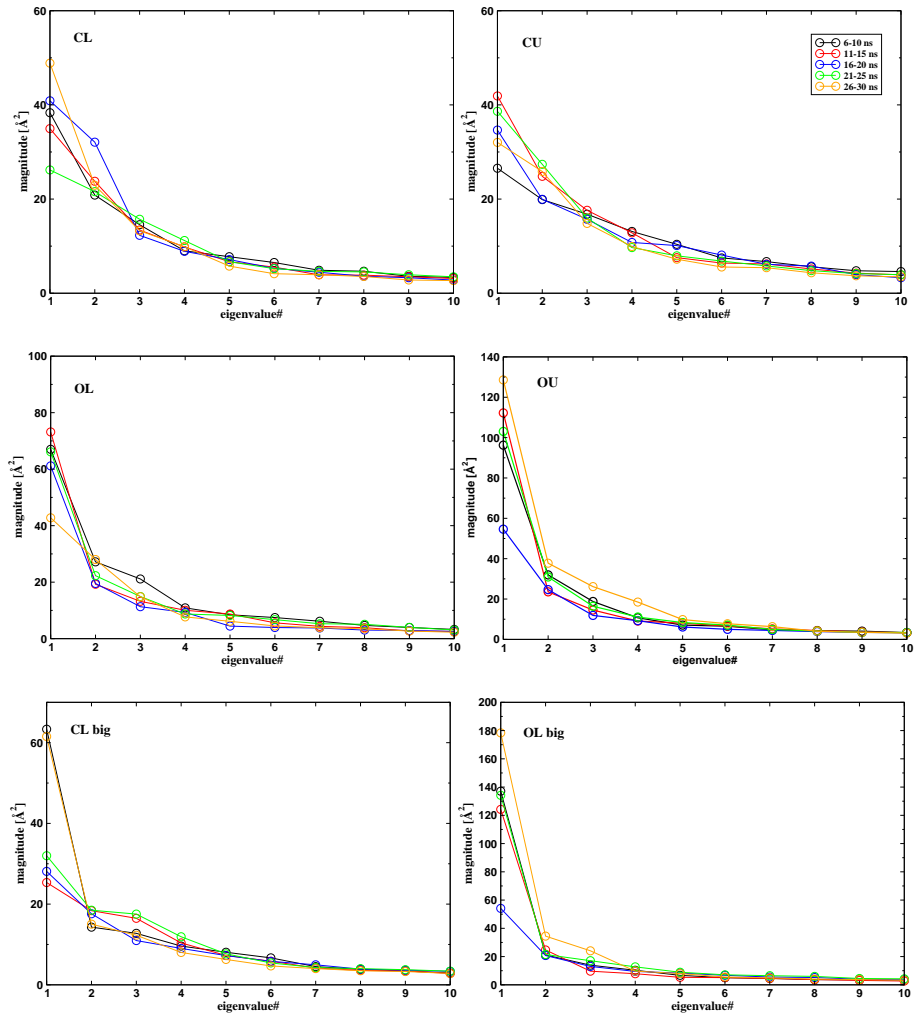 60
CL
40
magnitude [Å²]
20
0
1 2 3 4 5 6 7 8 9 10
eigenvalue#
60
CU
6-10 ns
11-15 ns
16-20 ns
21-25 ns
26-30 ns
40
magnitude [Å²]
20
0
1 2 3 4 5 6 7 8 9 10
eigenvalue#
100
OL
80
60
magnitude [Å²]
40
20
0
1 2 3 4 5 6 7 8 9 10
eigenvalue#
140
OU
120
100
80
magnitude [Å²]
60
40
20
0
1 2 3 4 5 6 7 8 9 10
eigenvalue#
CL big
60
40
magnitude [Å²]
20
0
1 2 3 4 5 6 7 8 9 10
eigenvalue#
200
OL big
180
160
140
120
magnitude [Å²]
100
80
60
40
20
0
1 2 3 4 5 6 7 8 9 10
eigenvalue#